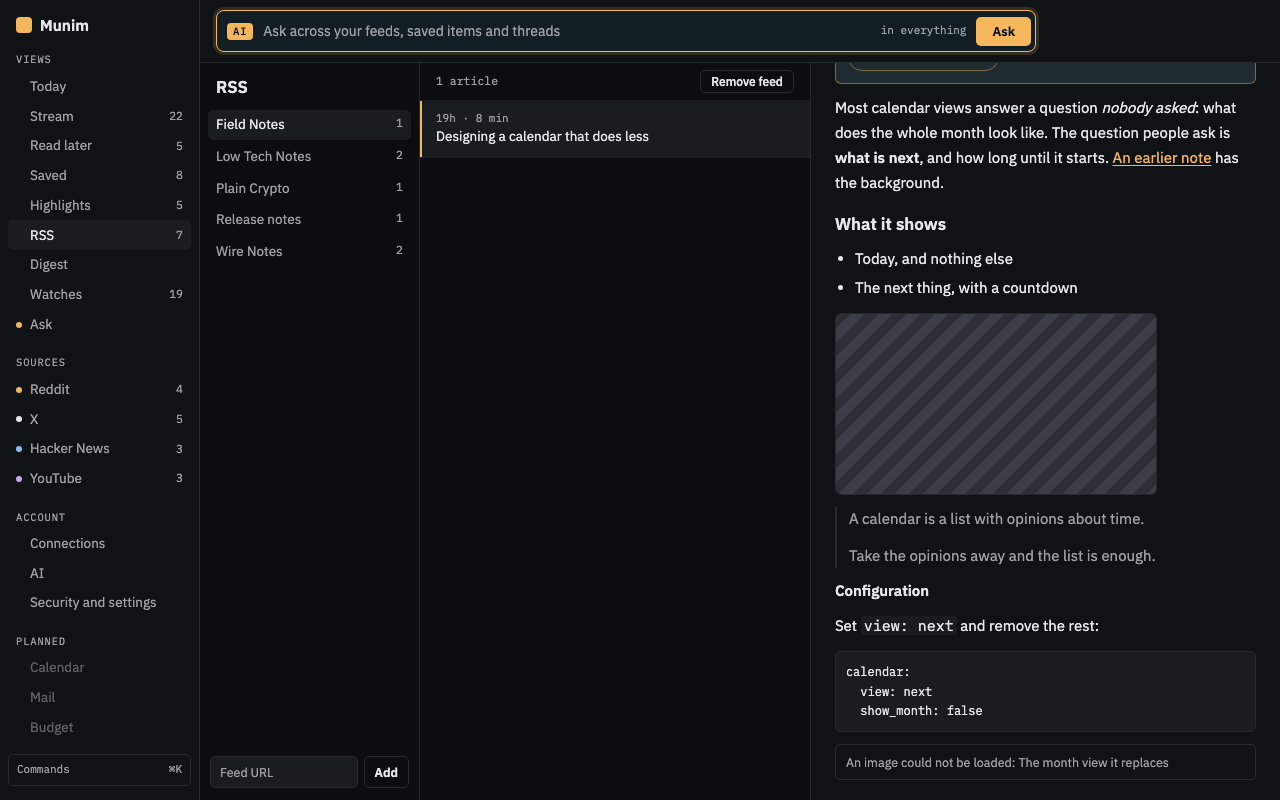 Munim
VIEWS
Today
Stream 22
Read later 5
Saved 8
Highlights 5
RSS 7
Digest
Watches 19
Ask
SOURCES
Reddit 4
X 5
Hacker News 3
YouTube 3
ACCOUNT
Connections
AI
Security and settings
PLANNED
Calendar
Mail
Budget
Commands ⌘K
AI Ask across your feeds, saved items and threads in everything Ask
RSS
Field Notes 1
Low Tech Notes 2
Plain Crypto 1
Release notes 1
Wire Notes 2
Feed URL Add
1 article Remove feed
19h · 8 min
Designing a calendar that does less
Most calendar views answer a question nobody asked: what
does the whole month look like. The question people ask is
what is next, and how long until it starts. An earlier note has
the background.
What it shows
• Today, and nothing else
• The next thing, with a countdown
A calendar is a list with opinions about time.
Take the opinions away and the list is enough.
Configuration
Set view: next and remove the rest:
calendar:
  view: next
  show_month: false
An image could not be loaded: The month view it replaces